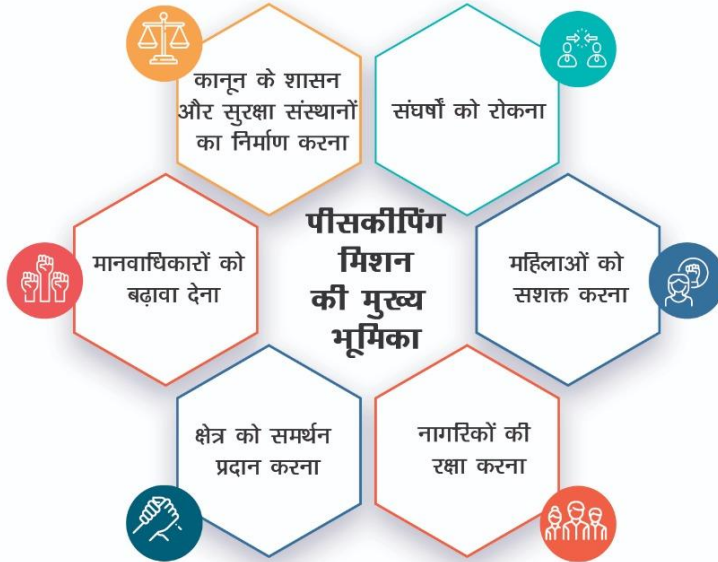 कानून के शासन
और सुरक्षा संस्थानों
का निर्माण करना
संघर्षों को रोकना
पीसकीपिंग
मिशन
की मुख्य
भूमिका
मानवाधिकारों को
बढ़ावा देना
महिलाओं को
सशक्त करना
क्षेत्र को समर्थन
प्रदान करना
नागरिकों की
रक्षा करना